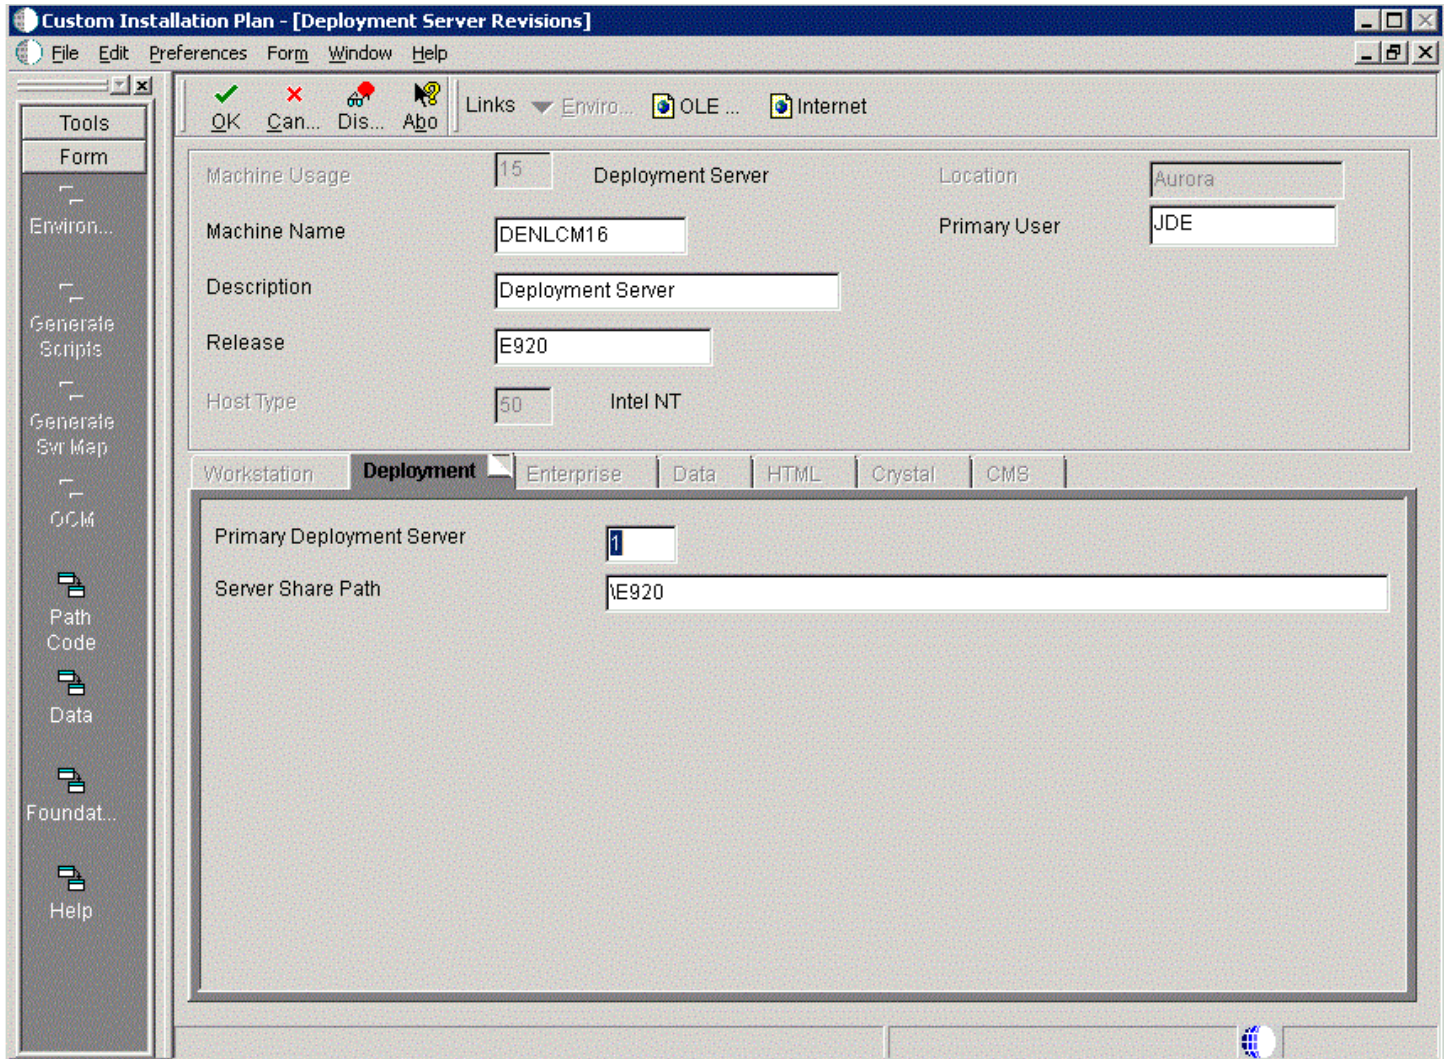 Custom Installation Plan - [Deployment Server Revisions]
File Edit Preferences Form Window Help
Tools
Form
Environ...
Generate
Scripts
Generate
Svr Map
OCM
Path
Code
Data
Foundat...
Help
OK Can... Dis... Abo Links Enviro... OLE ... Internet
Machine Usage 15 Deployment Server Location Aurora
Machine Name DENLCM16 Primary User JDE
Description Deployment Server
Release E920
Host Type 50 Intel NT
Workstation Deployment Enterprise Data HTML Crystal CMS
Primary Deployment Server 1
Server Share Path \E920